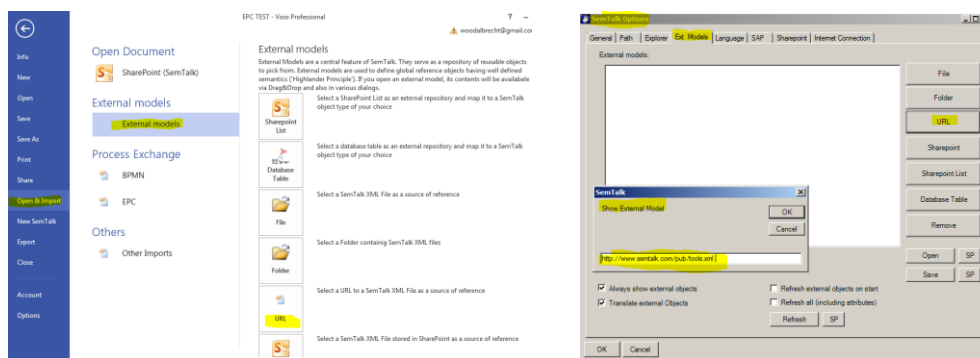 EPC TEST - Visio Professional
?
woodalbrecht@gmail.com
Info
New
Open
Save
Save As
Print
Share
Open & Import
New SemTalk
Export
Close
Account
Options
Open Document
SharePoint (SemTalk)
External models
External models
Process Exchange
BPMN
EPC
Others
Other Imports
External models
External Models are a central feature of SemTalk. They serve as a repository of reusable objects
to pick from. External models are used to define global reference objects having well defined
semantics ('Highlander Principle'). If you open an external model, its contents will be available
via Drag&Drop and also in various dialogs.
Sharepoint
List
Select a SharePoint List as an external repository and map it to a SemTalk
object type of your choice
Database
Table
Select a database table as an external repository and map it to a SemTalk
object type of your choice
File
Select a SemTalk XML File as a source of reference
Folder
Select a Folder containig SemTalk XML files
URL
Select a URL to a SemTalk XML File as source of reference
Select a SemTalk XML File stored in SharePoint as a source of reference
SemTalk Options
General | Path | Explorer | Ext. Models | Language | SAP | Sharepoint | Internet Connection
External models:
File
Folder
URL
Sharepoint
Sharepoint List
Database Table
Remove
Open SP
Save SP
SemTalk
Show External Model
OK
Cancel
http://www.semtalk.com/pub/tools.xml
Always show external objects
Translate external Objects
Refresh external objects on start
Refresh all (including attributes)
Refresh SP
OK Cancel